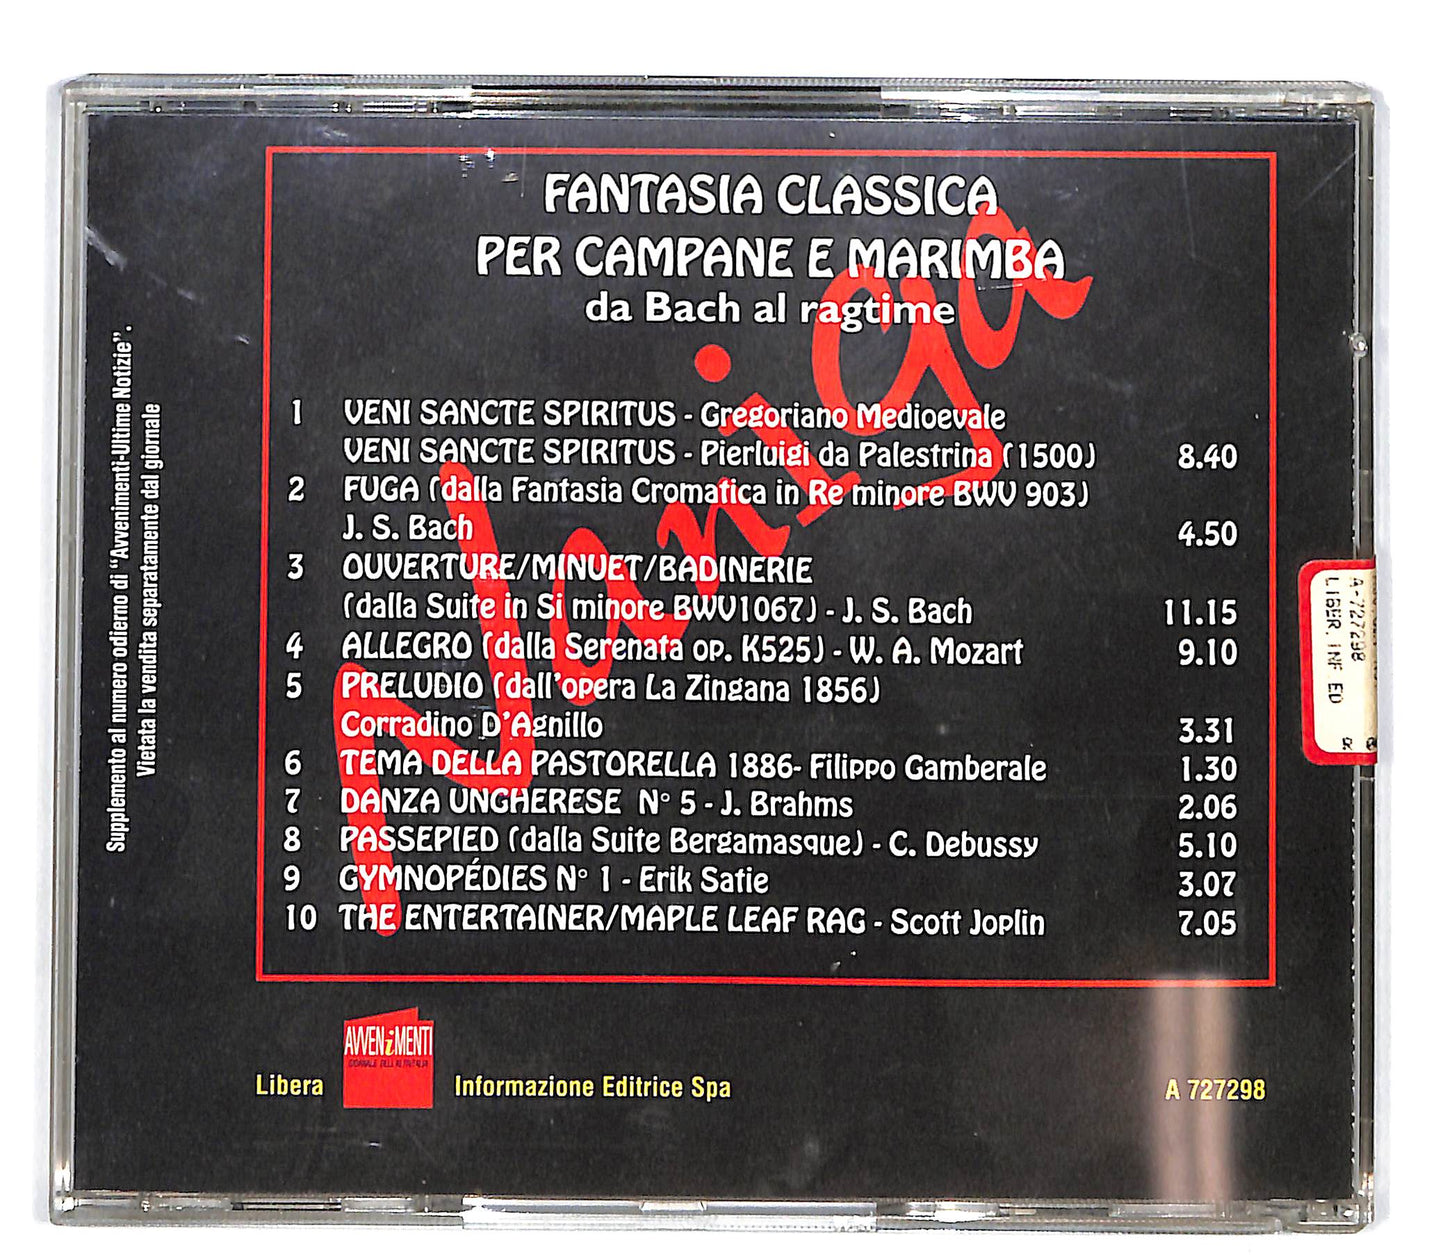 FANTASIA CLASSICA
PER CAMPANE E MARIMBA
da Bach al ragtime
Naniga
1 VENI SANCTE SPIRITUS - Gregoriano Medioevale
VENI SANCTE SPIRITUS - Pierluigi da Palestrina (1500) 8.40
2 FUGA (dalla Fantasia Cromatica in Re minore BWV 903)
J. S. Bach 4.50
3 OUVERTURE/MINUET/BADINERIE
(dalla Suite in Si minore BWV1067) - J. S. Bach 11.15
4 ALLEGRO (dalla Serenata op. K525) - W. A. Mozart 9.10
5 PRELUDIO (dall'opera La Zingana 1856)
Corradino D'Agnillo 3.31
6 TEMA DELLA PASTORELLA 1886- Filippo Gamberale 1.30
7 DANZA UNGHERESE N° 5 - J. Brahms 2.06
8 PASSEPIED (dalla Suite Bergamasque) - C. Debussy 5.10
9 GYMNOPÉDIES N° 1 - Erik Satie 3.07
10 THE ENTERTAINER/MAPLE LEAF RAG - Scott Joplin 7.05
Supplemento al numero odierno di "Avvenimenti-Ultime Notizie".
Vietata la vendita separatamente dal giornale
AVVENiMENTI
GIORNALE DELL'ALTRITALIA
Libera Informazione Editrice Spa
A 727298
A-727298
LIBER. INF ED